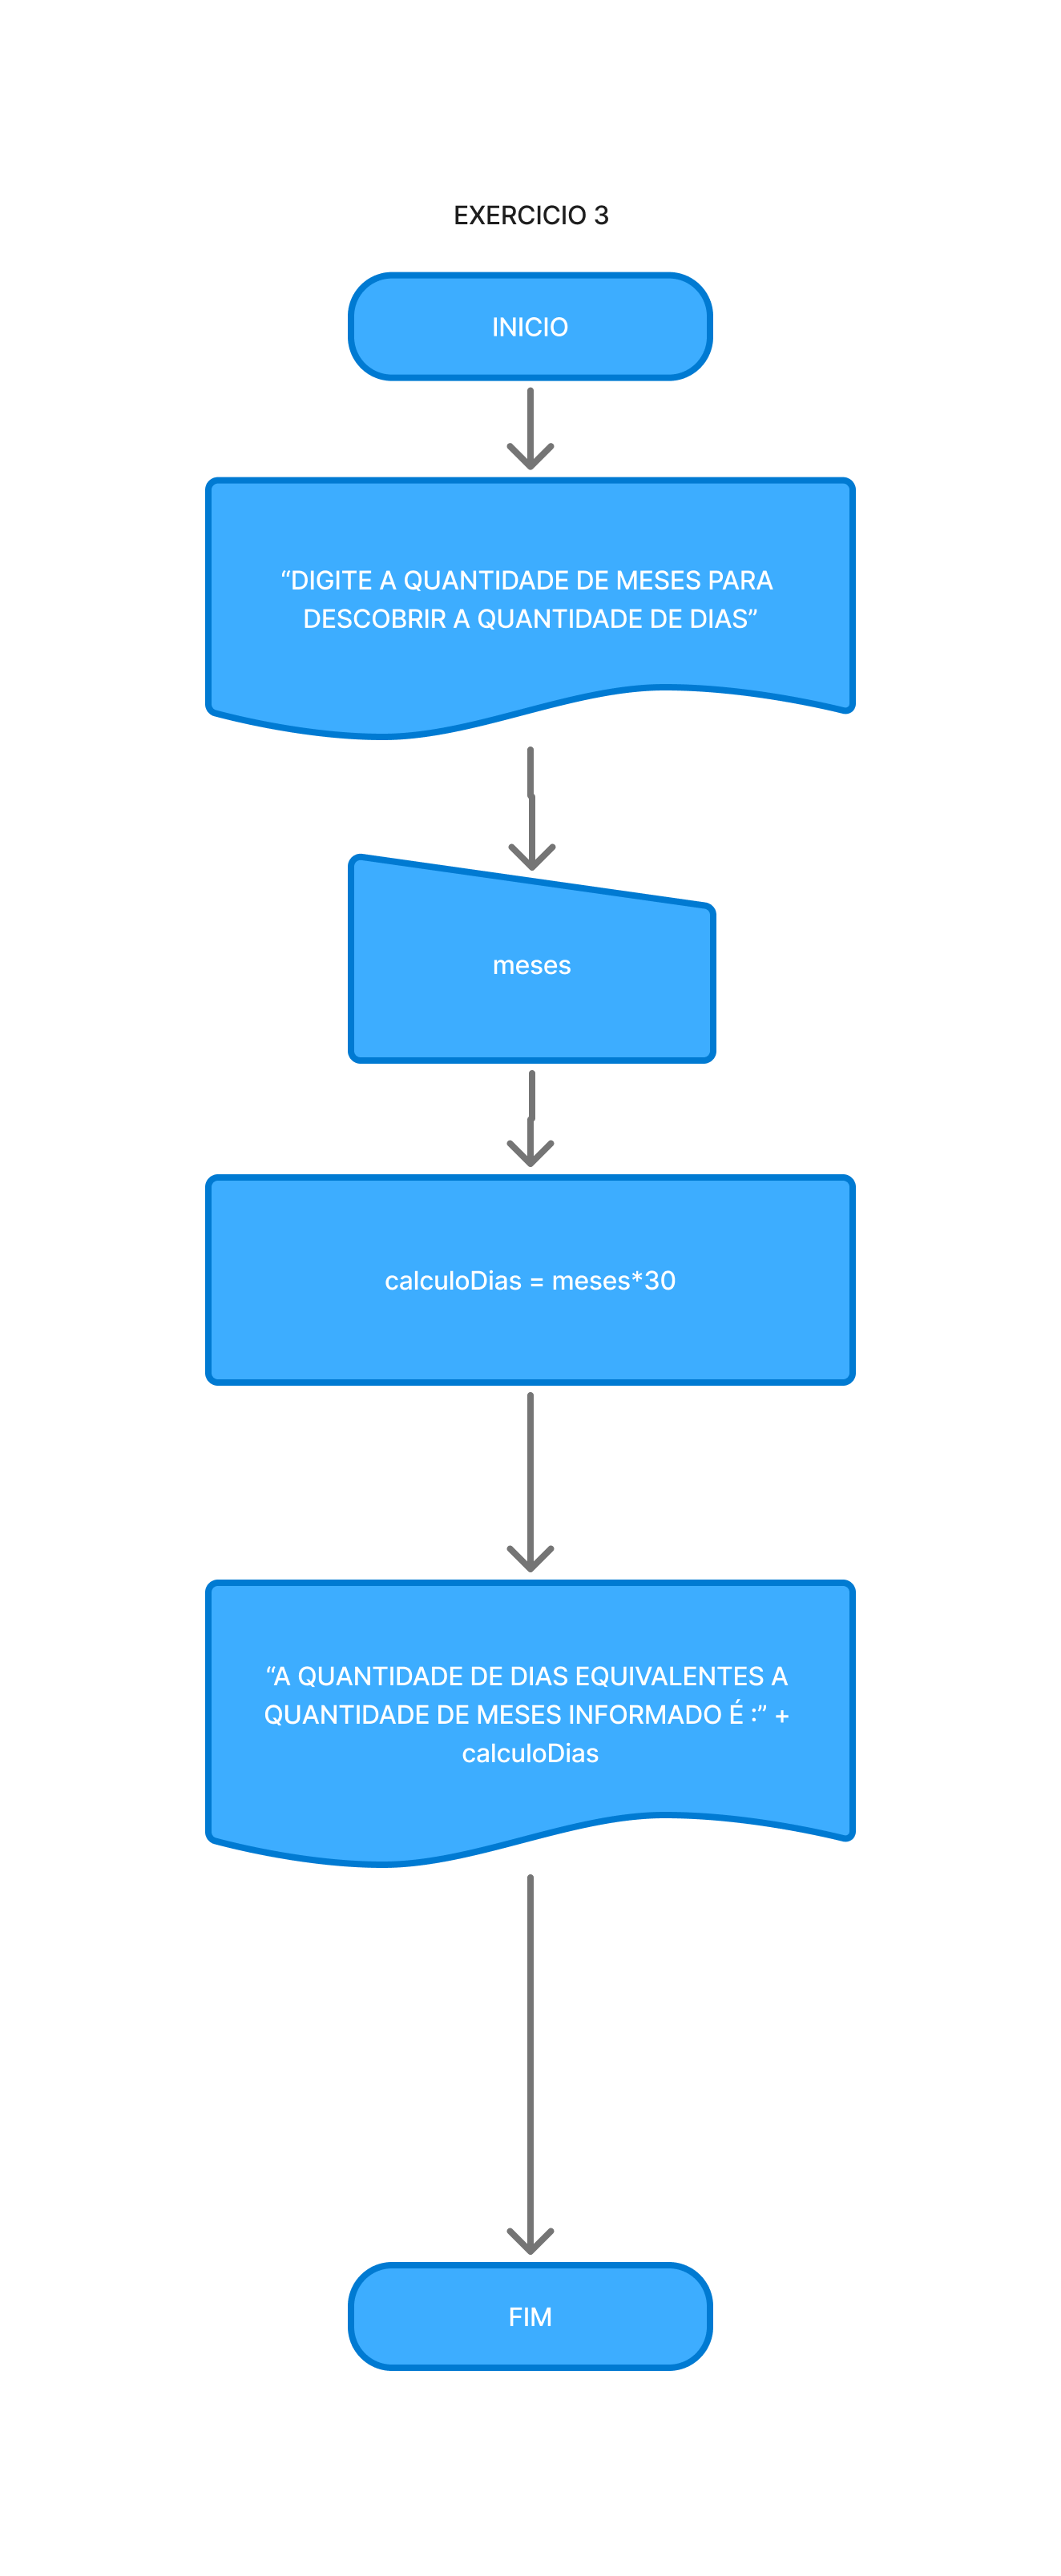 EXERCICIO 3
INICIO
“DIGITE A QUANTIDADE DE MESES PARA
DESCOBRIR A QUANTIDADE DE DIAS”
meses
calculoDias = meses*30
“A QUANTIDADE DE DIAS EQUIVALENTES A
QUANTIDADE DE MESES INFORMADO É :” +
calculoDias
FIM